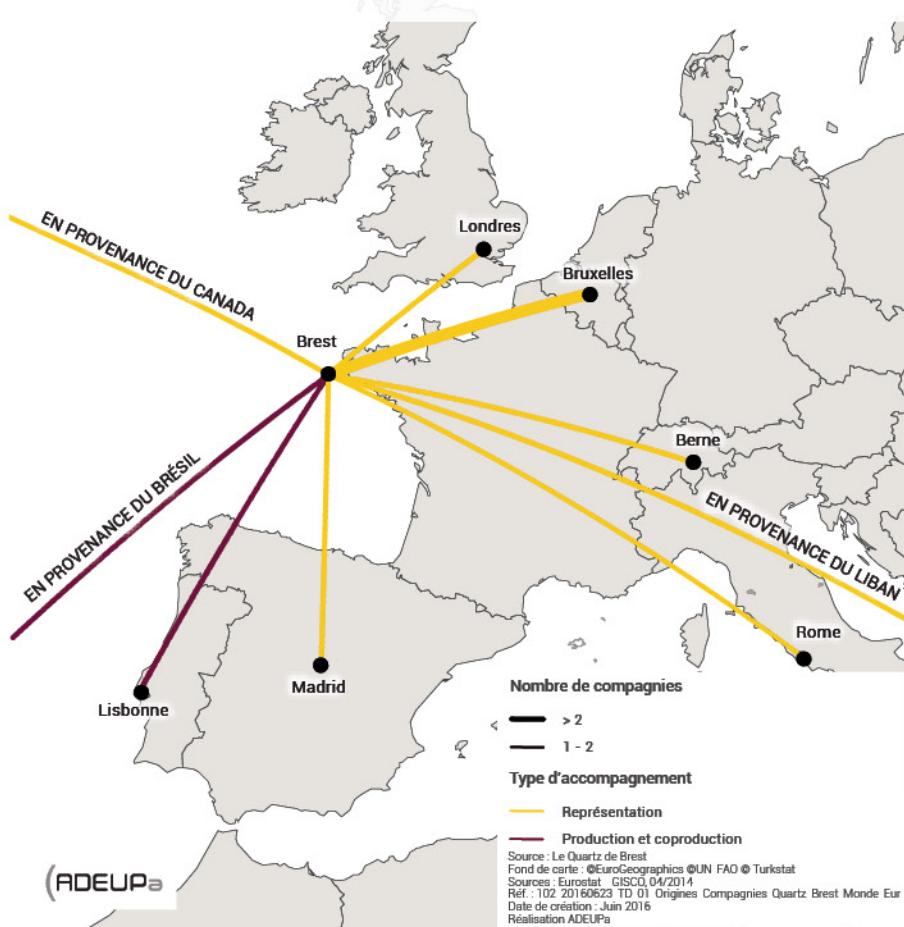 Londres
EN PROVENANCE DU CANADA
Bruxelles
Brest
Berne
EN PROVENANCE DU BRÉSIL
EN PROVENANCE DU LIBAN
Rome
Madrid
Lisbonne
Nombre de compagnies
> 2
1 - 2
Type d'accompagnement
Représentation
Production et coproduction
Source : Le Quartz de Brest
Fond de carte : ©EuroGeographics ©UN FAO © Turkstat
Sources : Eurostat GISCO, 04/2014
Réf. : 102 20160623 TD 01 Origines Compagnies Quartz Brest Monde Eur
Date de création : Juin 2016
Réalisation ADEUPa
ADEUPa